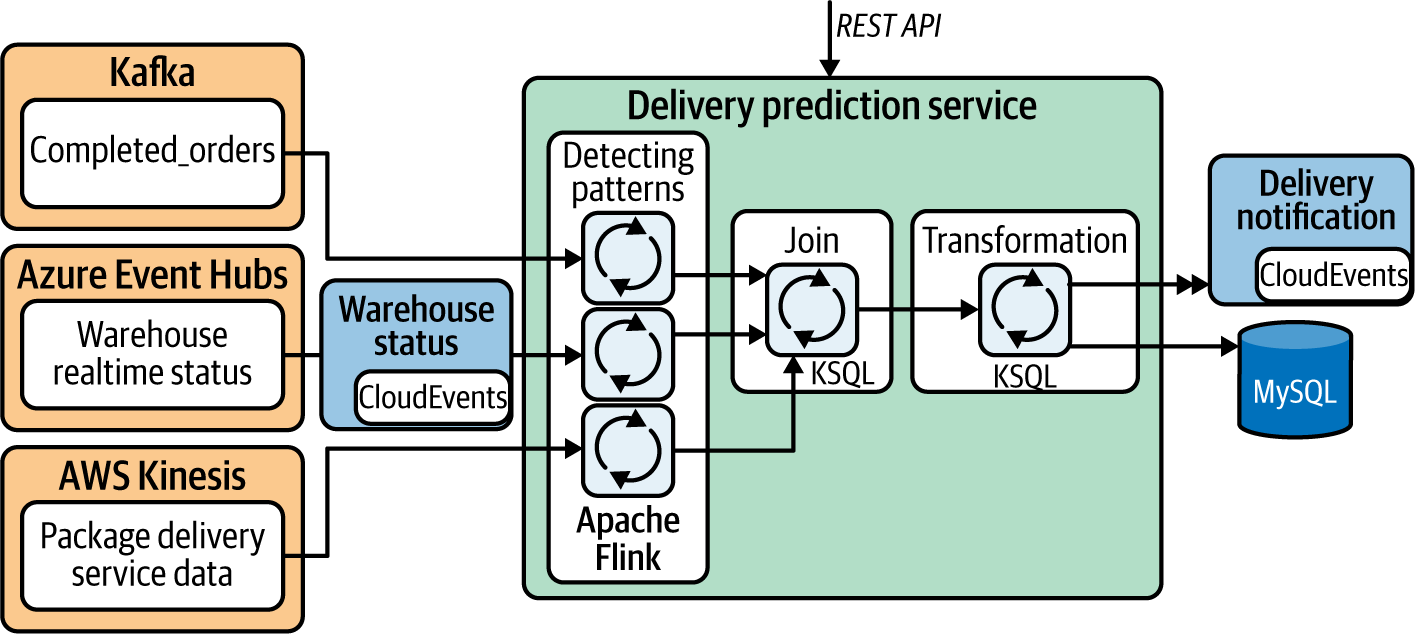 REST API
Kafka
Completed_orders
Azure Event Hubs
Warehouse
realtime status
AWS Kinesis
Package delivery
service data
Warehouse
status
CloudEvents
Delivery prediction service
Detecting
patterns
Apache
Flink
Join
KSQL
Transformation
KSQL
Delivery
notification
CloudEvents
MySQL